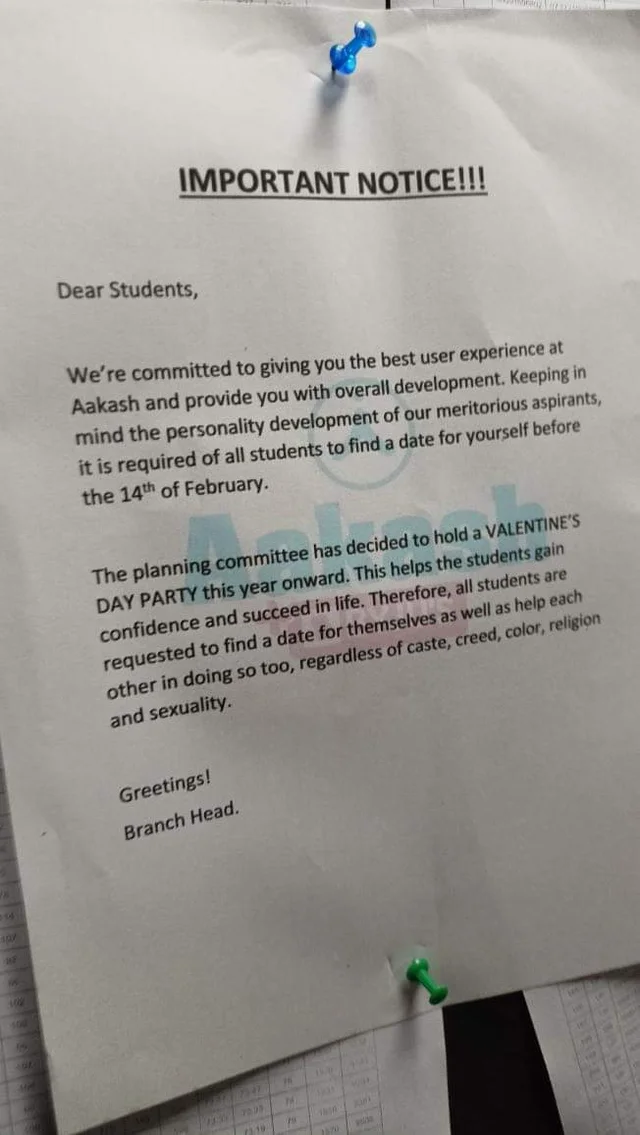 IMPORTANT NOTICE!!!
Dear Students,
We're committed to giving you the best user experience at
Aakash and provide you with overall development. Keeping in
mind the personality development of our meritorious aspirants,
it is required of all students to find a date for yourself before
the 14th of February.
Aakash
The planning committee has decided to hold a VALENTINE'S
DAY PARTY this year onward. This helps the students gain
confidence and succeed in life. Therefore, all students are
requested to find a date for themselves as well as help each
other in doing so too, regardless of caste, creed, color, religion
and sexuality.
Greetings!
Branch Head.